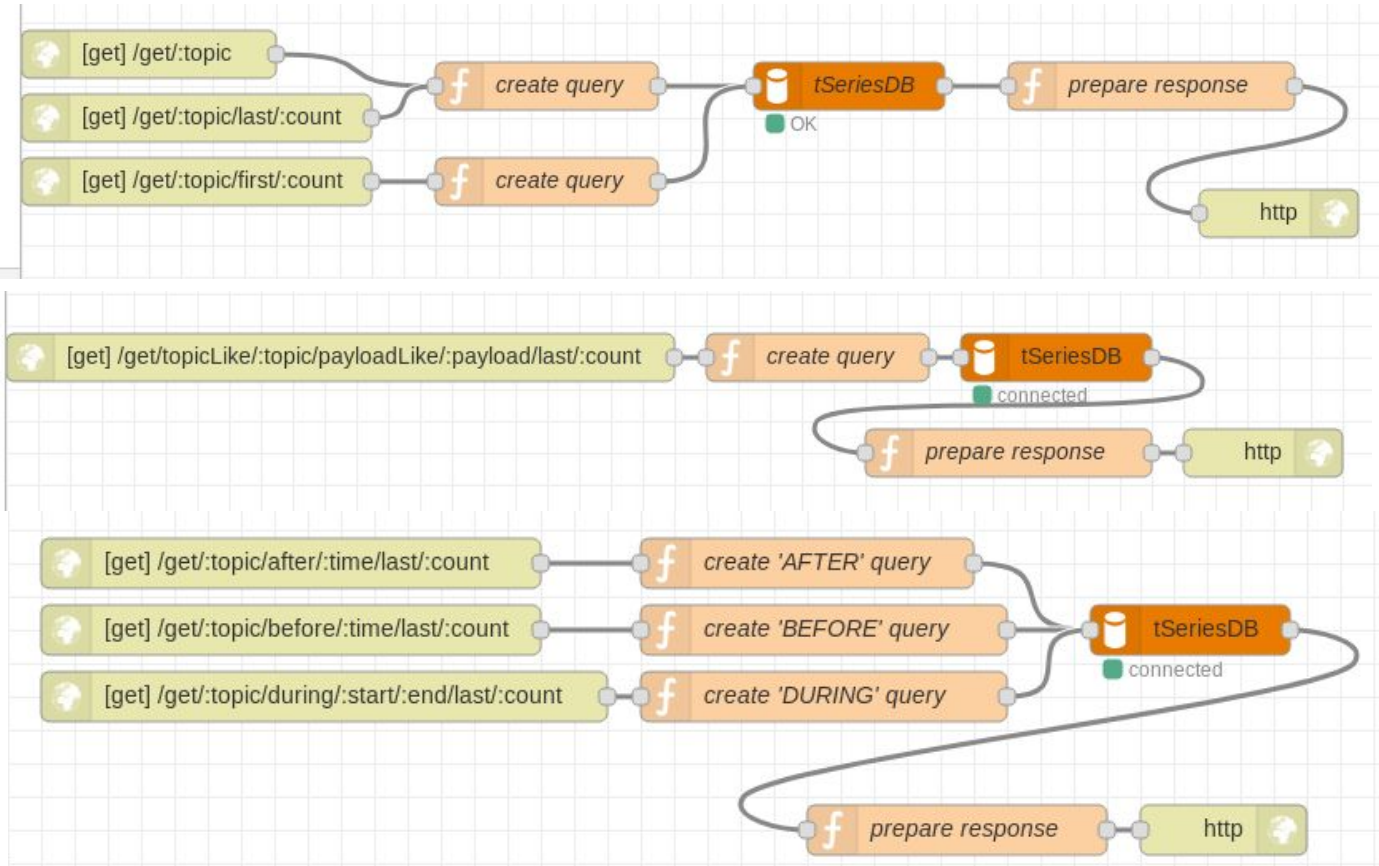 [get] /get/:topic
create query
tSeriesDB
prepare response
[get] /get/:topic/last/:count
OK
[get] /get/:topic/first/:count
create query
http
[get] /get/topicLike/:topic/payloadLike/:payload/last/:count
create query
tSeriesDB
connected
prepare response
http
[get] /get/:topic/after/:time/last/:count
create 'AFTER' query
[get] /get/:topic/before/:time/last/:count
create 'BEFORE' query
tSeriesDB
connected
[get] /get/:topic/during/:start/:end/last/:count
create 'DURING' query
prepare response
http